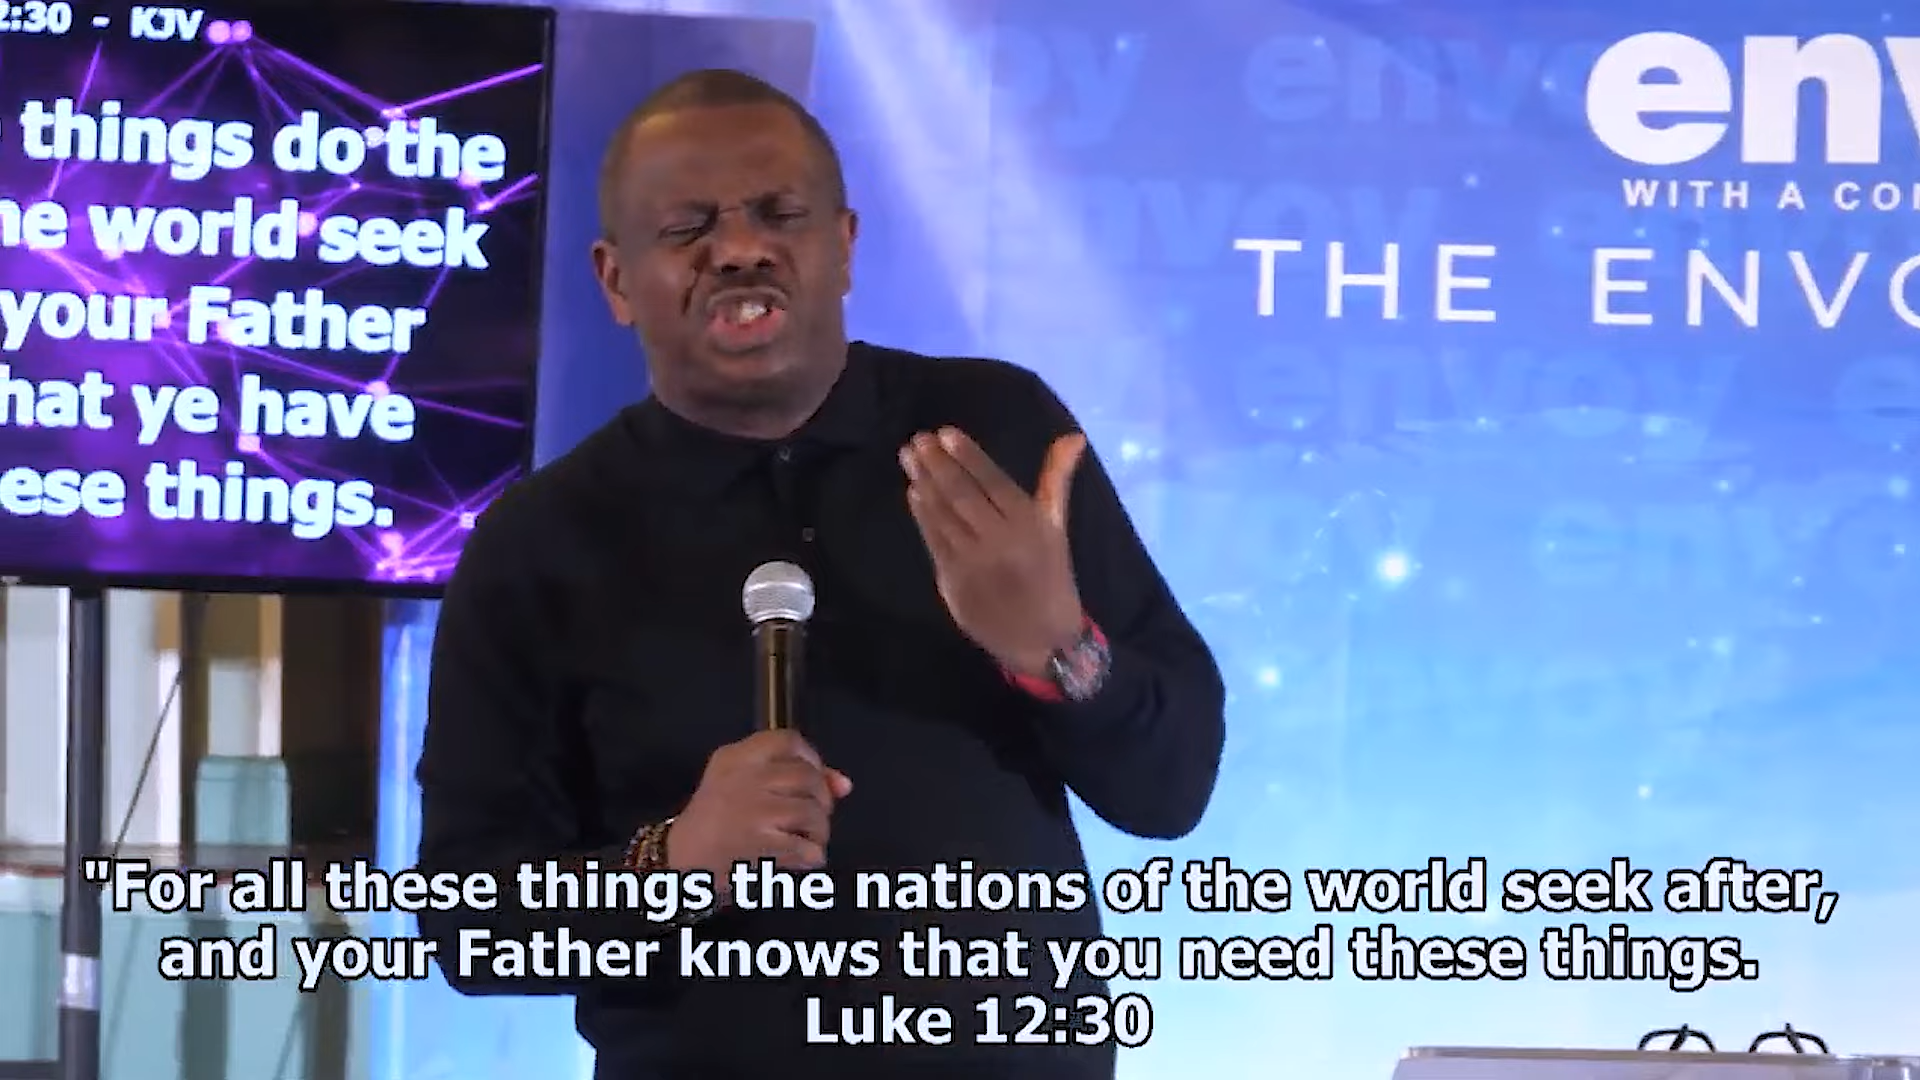 2:30 - KJV
things do the
he world seek
your Father
hat ye have
ese things.
env
WITH A CO
THE ENVO
envoy
"For all these things the nations of the world seek after,
and your Father knows that you need these things.
Luke 12:30